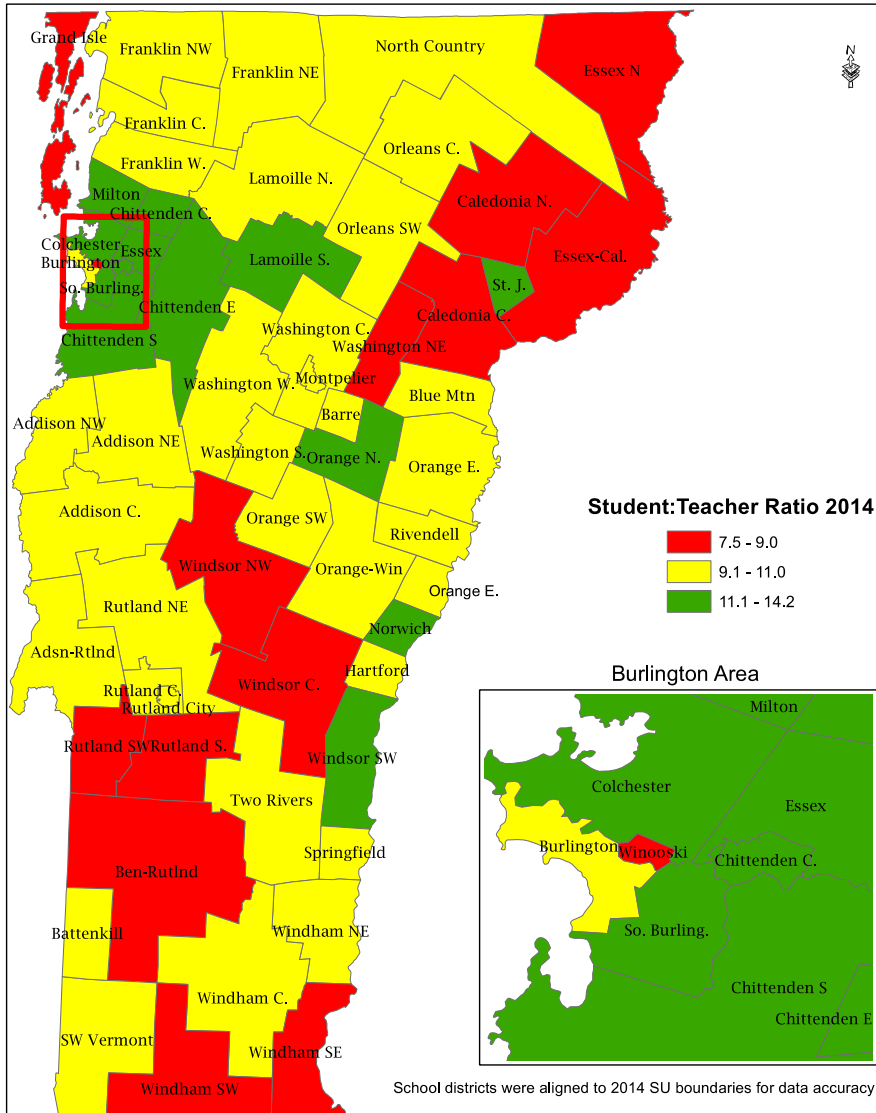 Grand Isle
Franklin NW
Franklin NE
North Country
Essex N
N
Franklin C.
Franklin W.
Orleans C.
Lamoille N.
Milton
Chittenden C.
Caledonia N.
Orleans SW
Colchester
Essex
Burlington
Lamoille S.
Essex-Cal.
So. Burling.
St. J.
Chittenden E
Caledonia C.
Chittenden S
Washington C.
Washington NE
Washington W.
Montpelier
Blue Mtn
Barre
Addison NW
Addison NE
Washington S.
Orange N.
Orange E.
Addison C.
Orange SW
Rivendell
Windsor NW
Orange-Win
Orange E.
Rutland NE
Norwich
Adsn-Rtlnd
Hartford
Rutland C.
Windsor C.
Rutland City
Rutland SW
Rutland S.
Windsor SW
Two Rivers
Springfield
Ben-Rutlnd
Battenkill
Windham NE
Windham C.
SW Vermont
Windham SE
Windham SW
Student:Teacher Ratio 2014
7.5 - 9.0
9.1 - 11.0
11.1 - 14.2
Burlington Area
Milton
Colchester
Essex
Burlington
Winooski
Chittenden C.
So. Burling.
Chittenden S
Chittenden E
School districts were aligned to 2014 SU boundaries for data accuracy